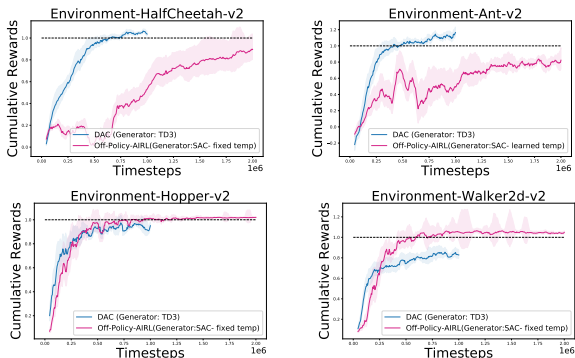 Environment-HalfCheetah-v2
Cumulative Rewards
1.0
0.8
0.6
0.4
0.2
0.0
DAC (Generator: TD3)
Off-Policy-AIRL(Generator:SAC- fixed temp)
0.00 0.25 0.50 0.75 1.00 1.25 1.50 1.75 2.00
1e6
Timesteps
Environment-Ant-v2
Cumulative Rewards
1.2
1.0
0.8
0.6
0.4
0.2
0.0
−0.2
DAC (Generator: TD3)
Off-Policy-AIRL(Generator:SAC- learned temp)
0.00 0.25 0.50 0.75 1.00 1.25 1.50 1.75 2.00
1e6
Timesteps
Environment-Hopper-v2
Cumulative Rewards
1.0
0.8
0.6
0.4
0.2
DAC (Generator: TD3)
Off-Policy-AIRL(Generator:SAC- fixed temp)
0.00 0.25 0.50 0.75 1.00 1.25 1.50 1.75 2.00
1e6
Timesteps
Environment-Walker2d-v2
Cumulative Rewards
1.2
1.0
0.8
0.6
0.4
0.2
DAC (Generator: TD3)
Off-Policy-AIRL(Generator:SAC- fixed temp)
0.00 0.25 0.50 0.75 1.00 1.25 1.50 1.75 2.00
1e6
Timesteps